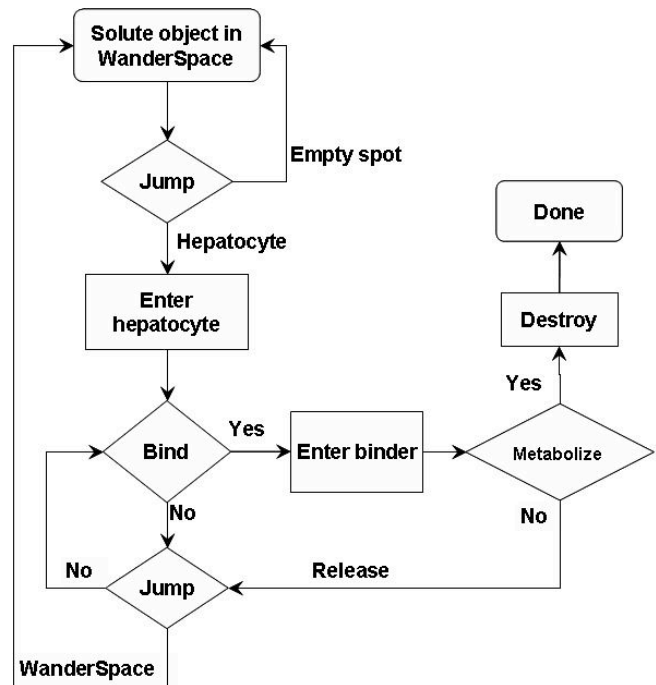 Solute object in
WanderSpace
Empty spot
Jump
Hepatocyte
Done
Enter
hepatocyte
Destroy
Yes
Yes
Bind
Enter binder
Metabolize
No
No
No
Release
Jump
WanderSpace